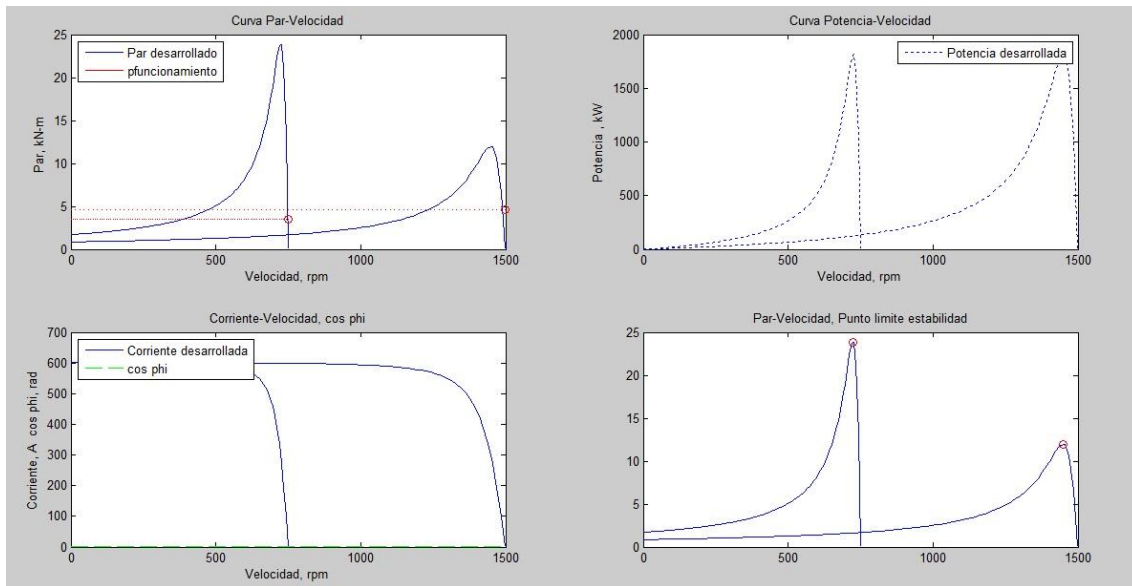 Curva Par-Velocidad
25
20
15
10
5
0
Par, kN-m
Par desarrollado
pfuncionamiento
0 500 1000 1500
Velocidad, rpm
Curva Potencia-Velocidad
2000
1500
1000
500
0
Potencia , kW
Potencia desarrollada
0 500 1000 1500
Velocidad, rpm
Corriente-Velocidad, cos phi
700
600
500
400
300
200
100
0
Corriente, A cos phi, rad
Corriente desarrollada
cos phi
0 500 1000 1500
Velocidad, rpm
Par-Velocidad, Punto limite estabilidad
25
20
15
10
5
0
0 500 1000 1500